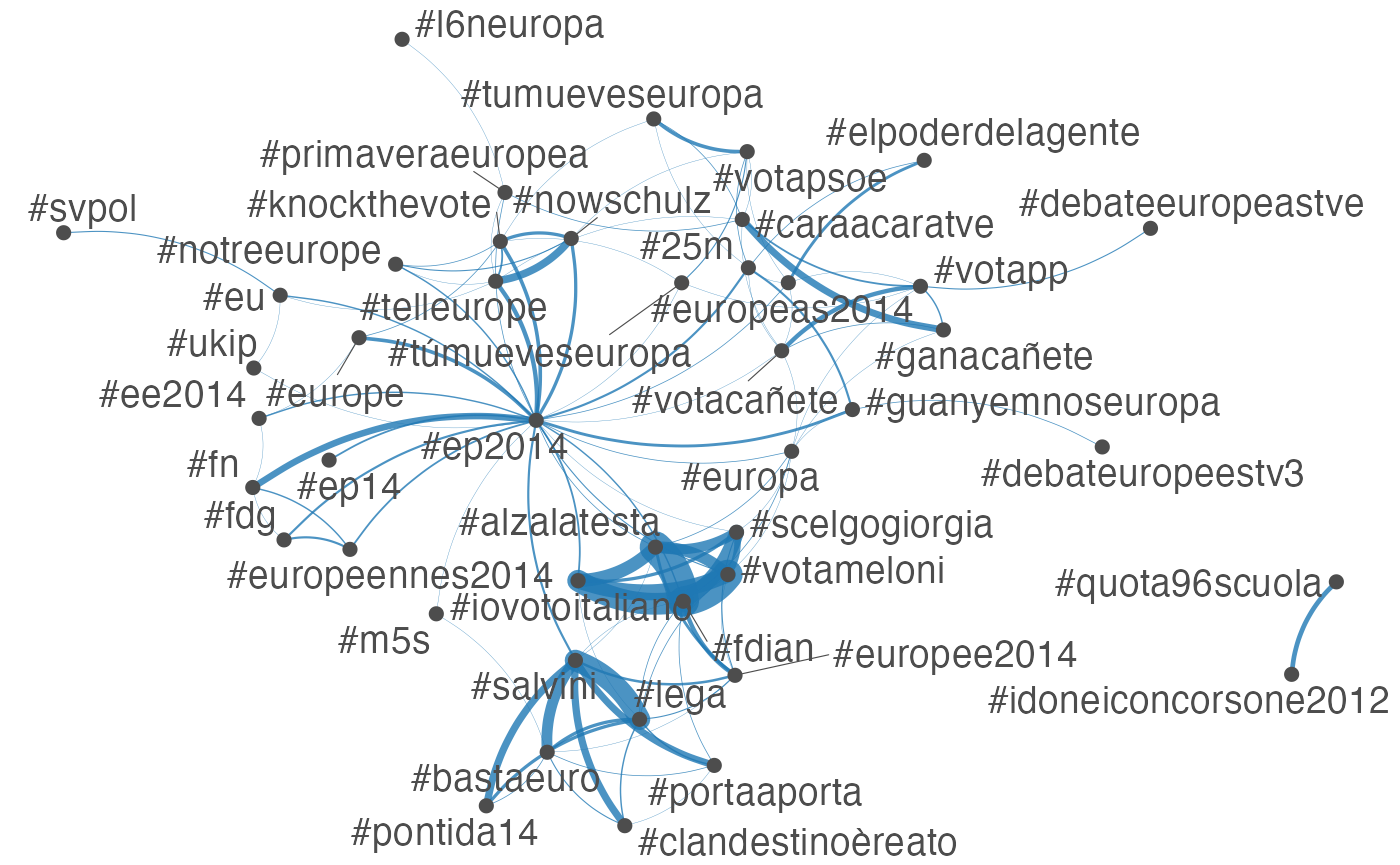 #l6neuropa
#tumueveseuropa
#elpoderdelagente
#primaveraeuropea
#votapsoe
#knockthevote
#nowschulz
#svpol
#debateeuropeastve
#caraacaratve
#notreeurope
#25m
#votapp
#eu
#telleurope
#europeas2014
#ukip
#túmueveseuropa
#ganacañete
#ee2014
#europe
#votacañete
#guanyemnoseuropa
#ep2014
#fn
#ep14
#europa
#debateuropeestv3
#fdg
#alzalatesta
#scelgogiorgia
#europeennes2014
#votameloni
#quota96scuola
#iovotoitaliano
#m5s
#fdian
#europee2014
#salvini
#lega
#idoneiconcorsone2012
#bastaeuro
#portaaporta
#pontida14
#clandestinoèreato